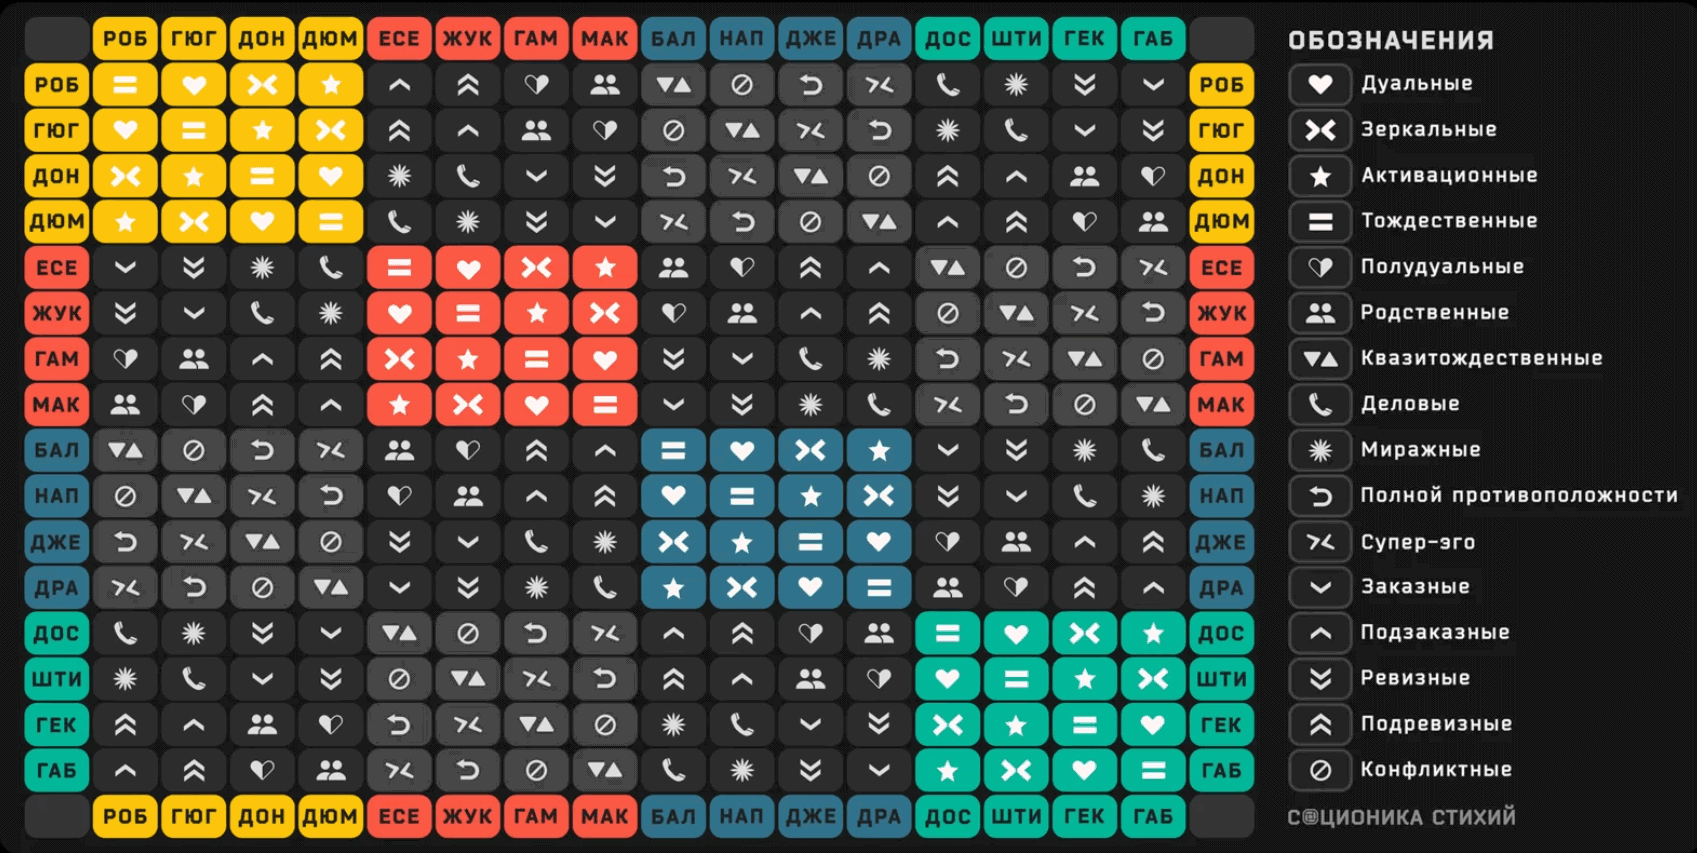 РОБ ГЮГ ДОН ДЮМ ЕСЕ ЖУК ГАМ МАК БАЛ НАП ДЖЕ ДРА ДОС ШТИ ГЕК ГАБ
РОБ РОБ
ГЮГ ГЮГ
ДОН ДОН
ДЮМ ДЮМ
ЕСЕ ЕСЕ
ЖУК ЖУК
ГАМ ГАМ
МАК МАК
БАЛ БАЛ
НАП НАП
ДЖЕ ДЖЕ
ДРА ДРА
ДОС ДОС
ШТИ ШТИ
ГЕК ГЕК
ГАБ ГАБ
РОБ ГЮГ ДОН ДЮМ ЕСЕ ЖУК ГАМ МАК БАЛ НАП ДЖЕ ДРА ДОС ШТИ ГЕК ГАБ
ОБОЗНАЧЕНИЯ
Дуальные
Зеркальные
Активационные
Тождественные
Полудуальные
Родственные
Квазитождественные
Деловые
Миражные
Полной противоположности
Супер-эго
Заказные
Подзаказные
Ревизные
Подревизные
Конфликтные
СОЦИОНИКА СТИХИЙ